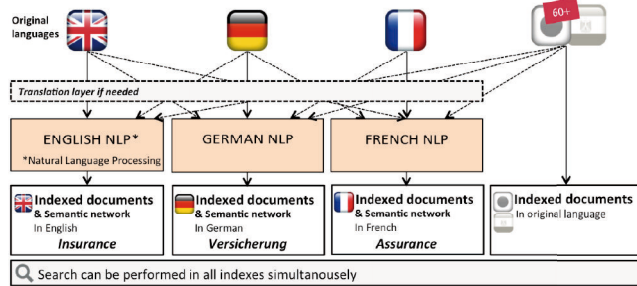 Original
languages
60+
Translation layer if needed
ENGLISH NLP*
*Natural Language Processing
GERMAN NLP
FRENCH NLP
Indexed documents
& Semantic network
In English
Insurance
Indexed documents
& Semantic network
In German
Versicherung
Indexed documents
& Semantic network
In French
Assurance
Indexed documents
In original language
Search can be performed in all indexes simultanousely